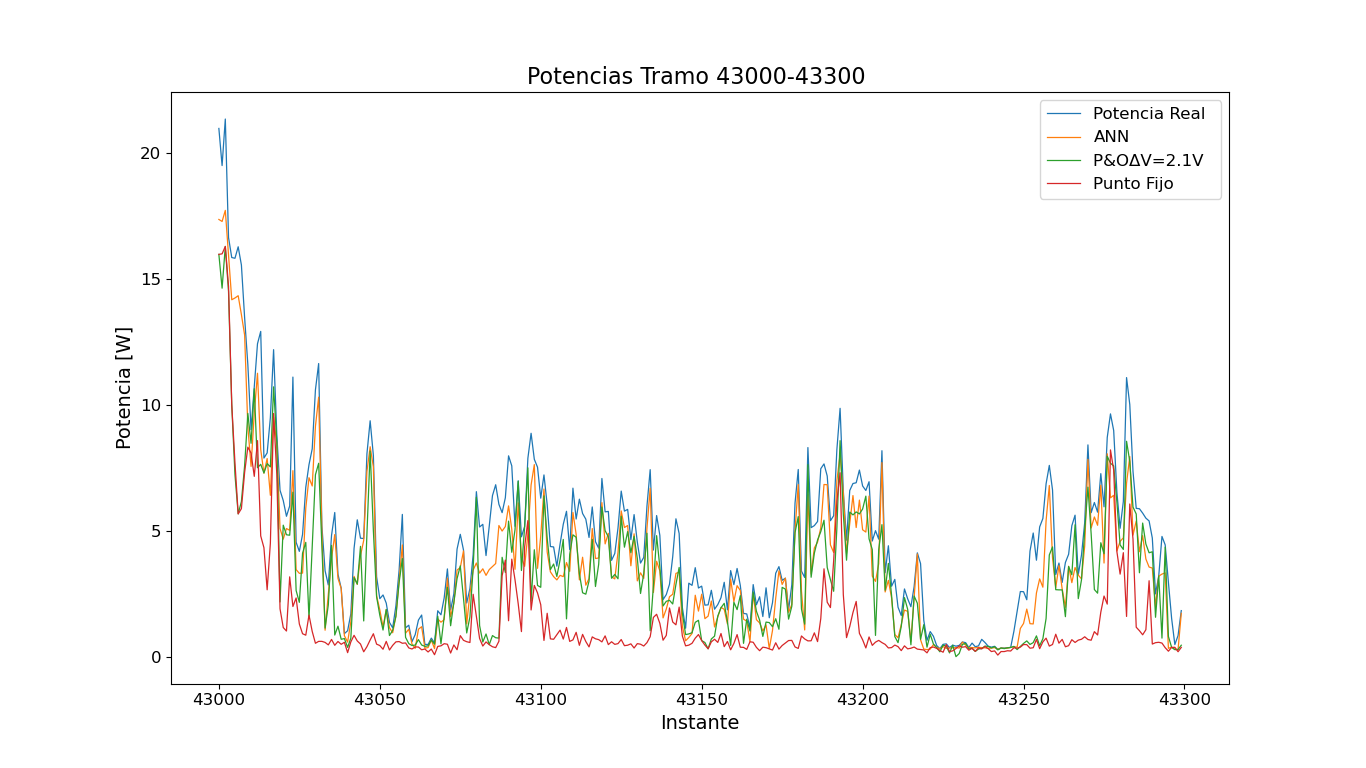 Potencias Tramo 43000-43300
Potencia Real
ANN
P&OΔV=2.1V
Punto Fijo
Potencia [W]
20
15
10
5
0
43000 43050 43100 43150 43200 43250 43300
Instante